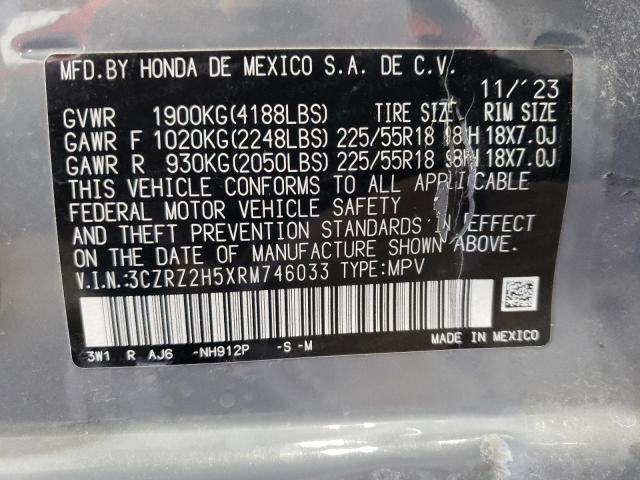 MFD.BY HONDA DE MEXICO S.A. DE C.V.
11/'23
GVWR 1900KG(4188LBS) TIRE SIZE RIM SIZE
GAWR F 1020KG(2248LBS) 225/55R18 98H 18X7.0J
GAWR R 930KG(2050LBS) 225/55R18 98H 18X7.0J
THIS VEHICLE CONFORMS TO ALL APPLICABLE
FEDERAL MOTOR VEHICLE SAFETY
AND THEFT PREVENTION STANDARDS IN EFFECT
ON THE DATE OF MANUFACTURE SHOWN ABOVE.
V.I.N.:3CZRZ2H5XRM746033 TYPE:MPV
3W1 R AJ6 -NH912P -S -M MADE IN MEXICO